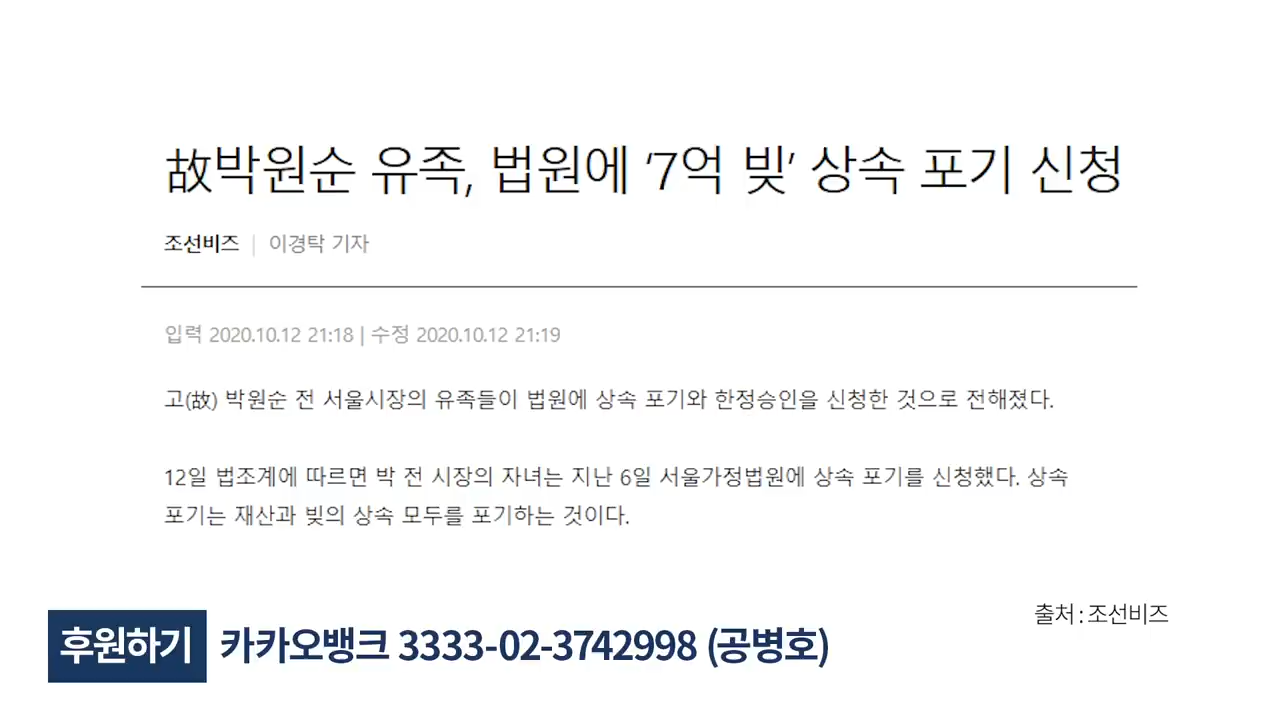 故박원순 유족, 법원에 '7억 빚' 상속 포기 신청
조선비즈 | 이경탁 기자
입력 2020.10.12 21:18 | 수정 2020.10.12 21:19
고(故) 박원순 전 서울시장의 유족들이 법원에 상속 포기와 한정승인을 신청한 것으로 전해졌다.
12일 법조계에 따르면 박 전 시장의 자녀는 지난 6일 서울가정법원에 상속 포기를 신청했다. 상속
포기는 재산과 빚의 상속 모두를 포기하는 것이다.
출처 : 조선비즈
후원하기 카카오뱅크 3333-02-3742998 (공병호)